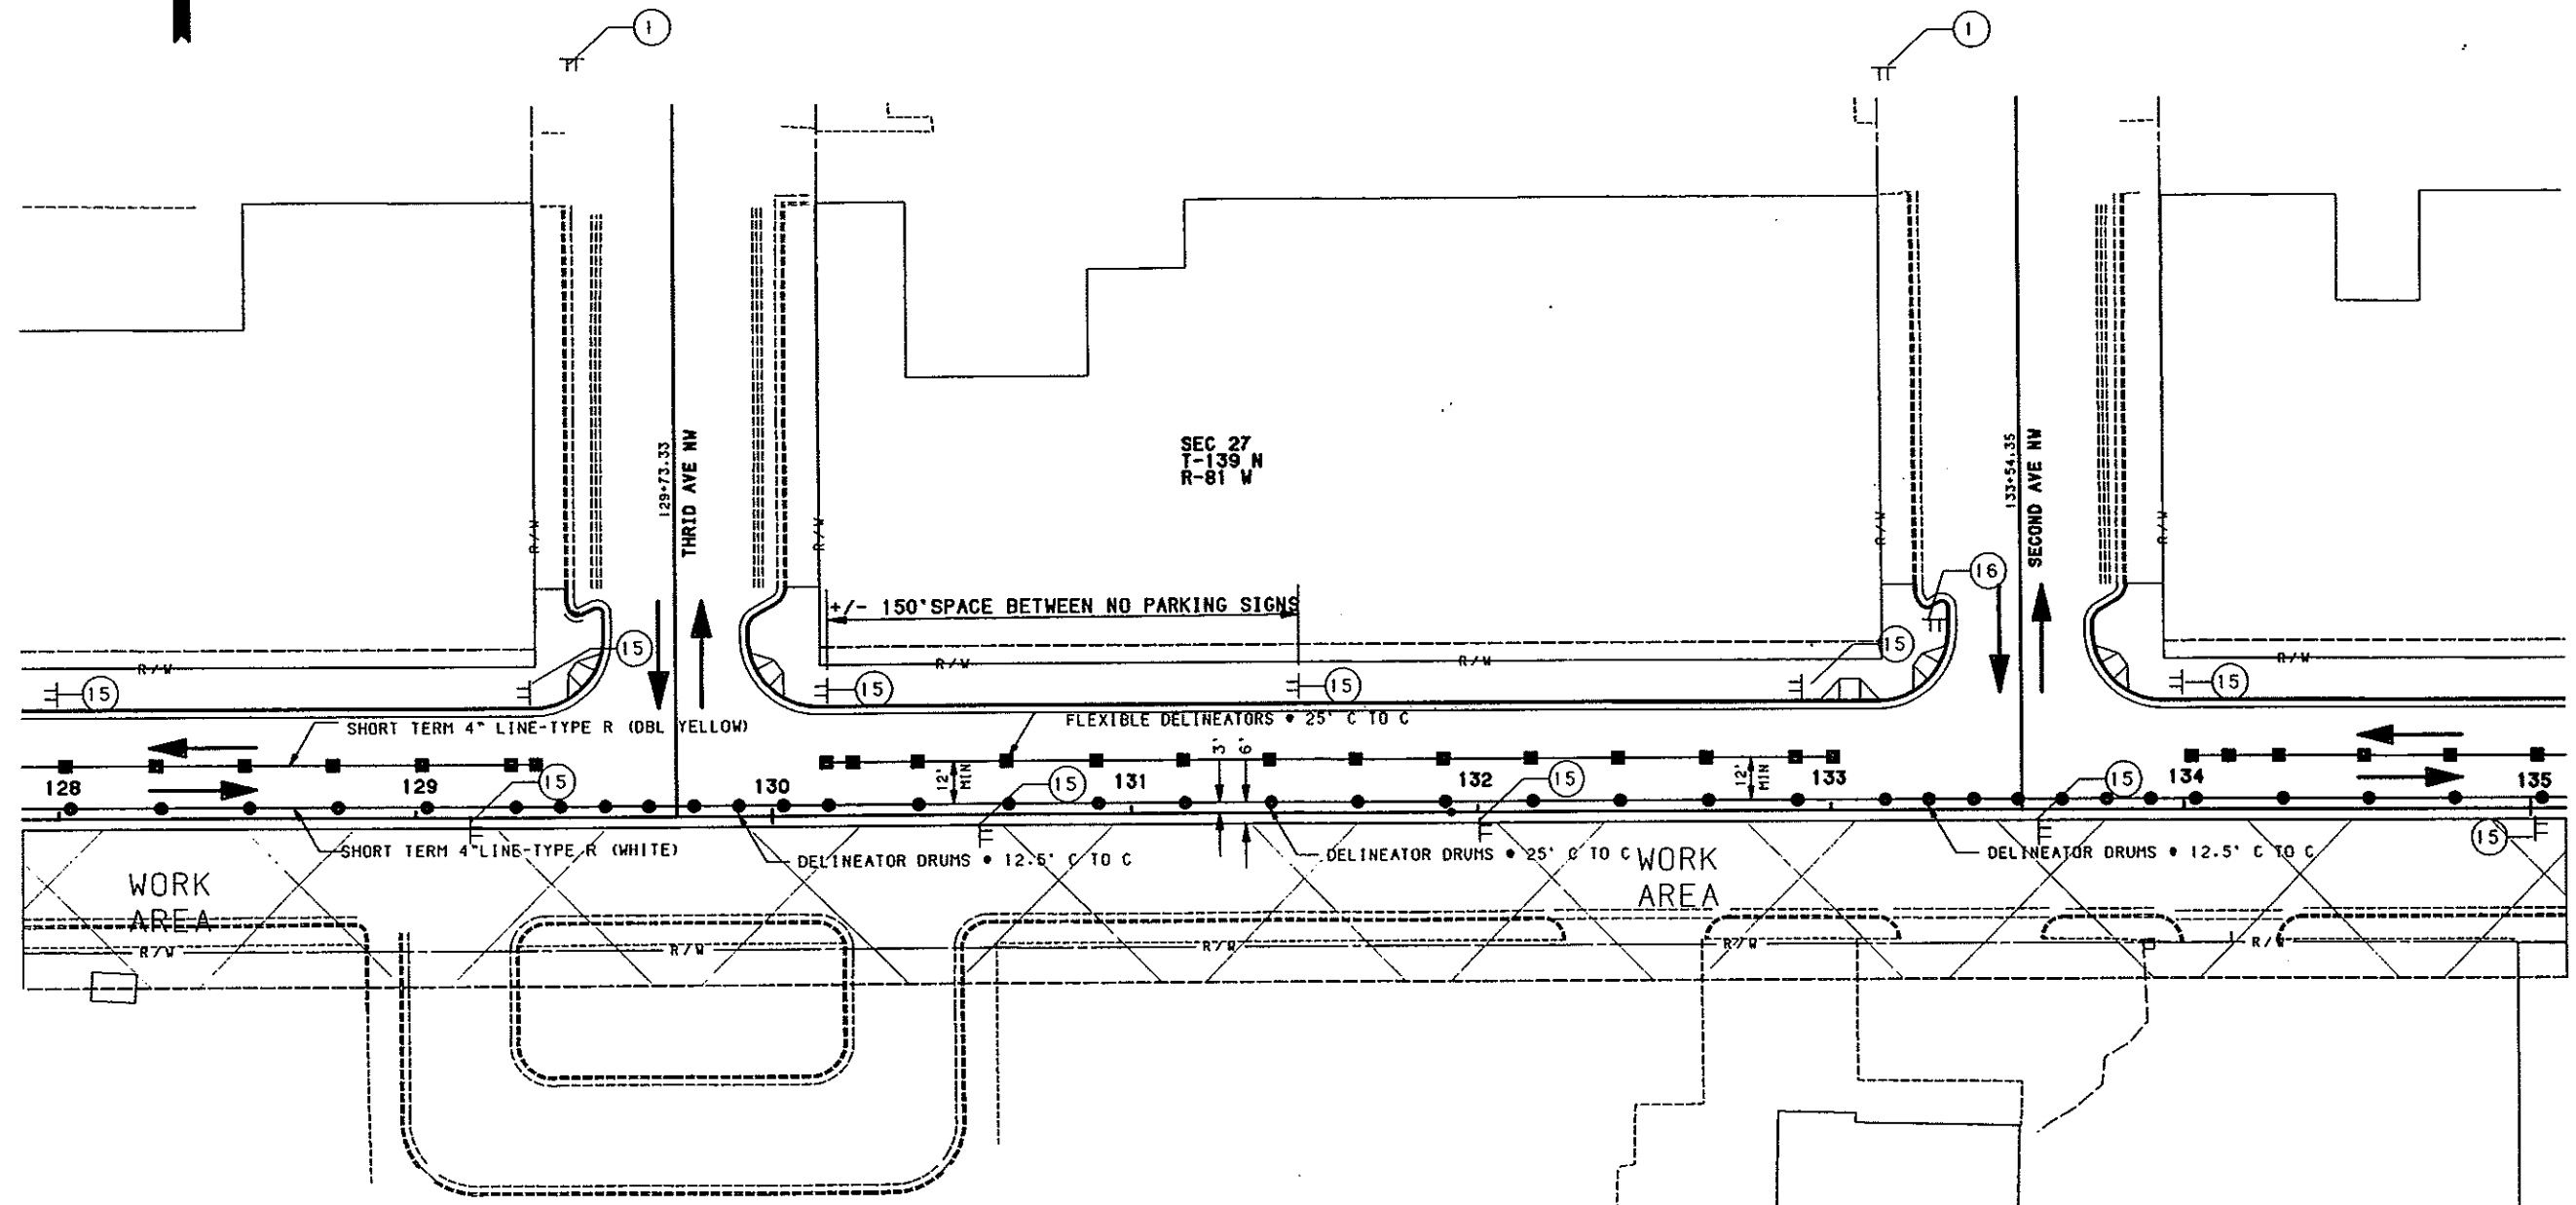 1
1
129+73.33
THRID AVE NW
SEC 27
T-139 N
R-81 W
133+54.35
SECOND AVE NW
R/W
R/W
R/W
R/W
16
+/- 150' SPACE BETWEEN NO PARKING SIGNS
15
15
R/W
R/W
R/W
R/W
15
15
15
15
SHORT TERM 4" LINE-TYPE R (DBL YELLOW)
FLEXIBLE DELINEATORS • 25' C TO C
3'
6'
12'
MIN
12'
MIN
15
15
15
15
128
129
130
131
132
133
134
135
15
SHORT TERM 4" LINE-TYPE R (WHITE)
DELINEATOR DRUMS • 12.5' C TO C
DELINEATOR DRUMS • 25' C TO C
DELINEATOR DRUMS • 12.5' C TO C
WORK
AREA
WORK
AREA
R/W
R/W
R/W
R/W
R/W